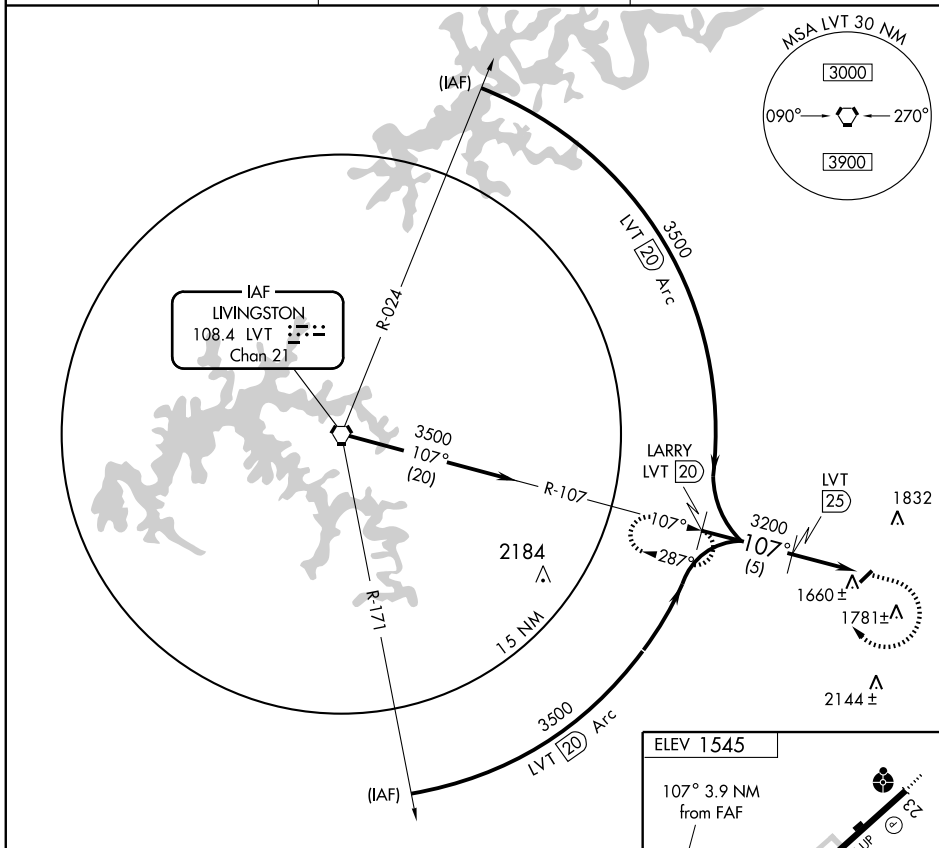 MSA LVT 30 NM
3000
090°
270°
3900
(IAF)
3500
LVT 20 Arc
R-024
IAF
LIVINGSTON
108.4 LVT
Chan 21
3500
107°
(20)
R-107
LARRY
LVT 20
LVT
25
1832
107°
287°
3200
107°
(5)
2184
1660 ±
1781±
2144 ±
R-171
15 NM
3500
LVT 20 Arc
(IAF)
ELEV 1545
107° 3.9 NM
from FAF
23
P
UP